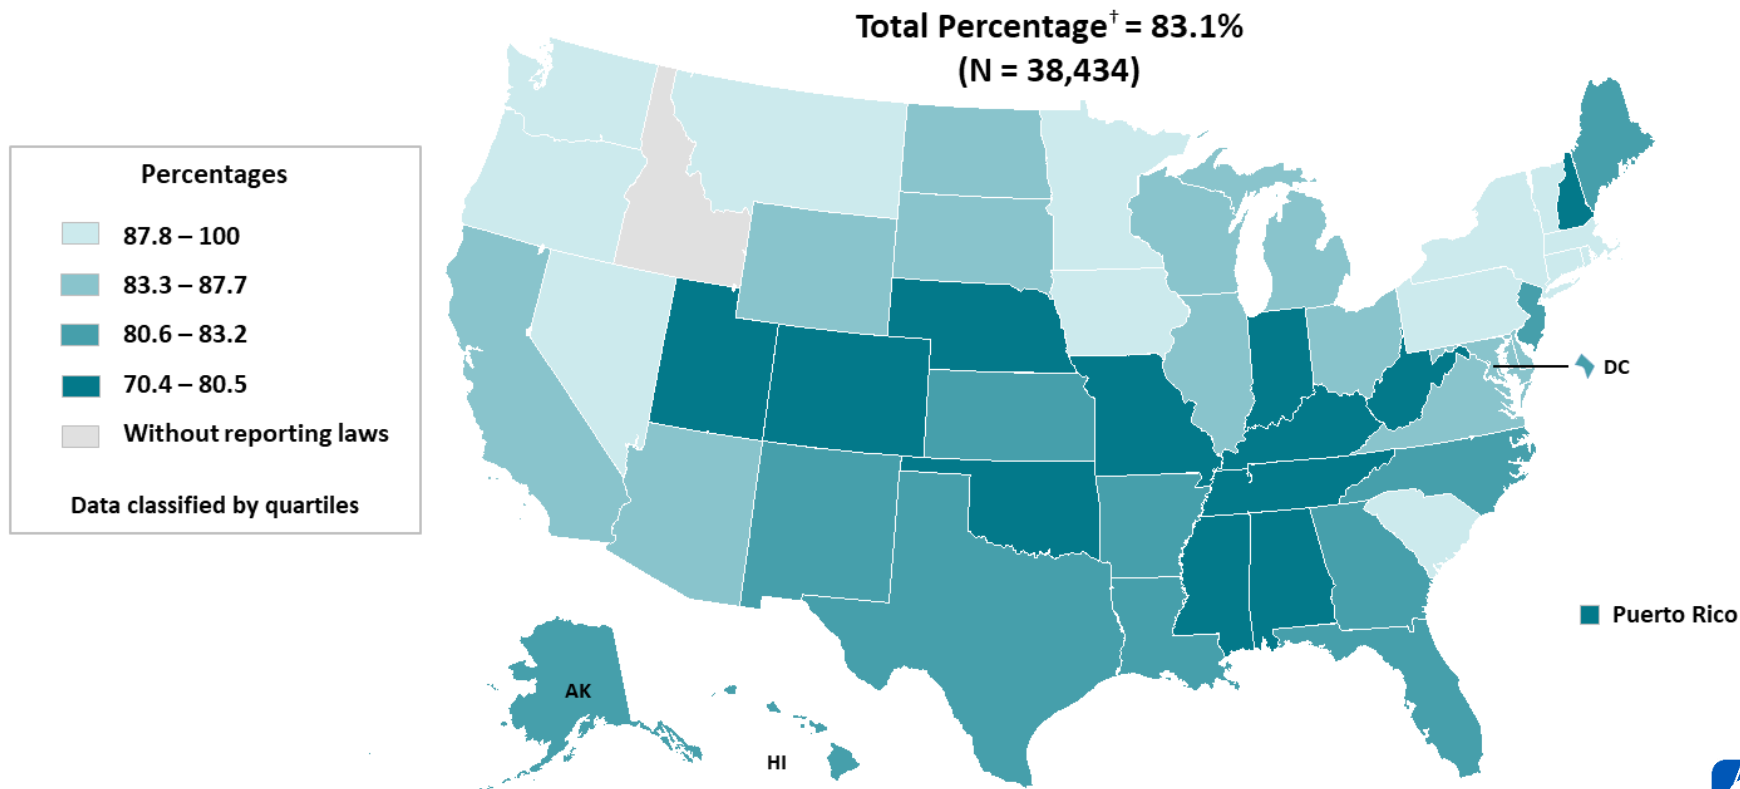 Total Percentage† = 83.1%
(N = 38,434)
Percentages
87.8 – 100
83.3 – 87.7
80.6 – 83.2
70.4 – 80.5
Without reporting laws
Data classified by quartiles
DC
Puerto Rico
AK
HI